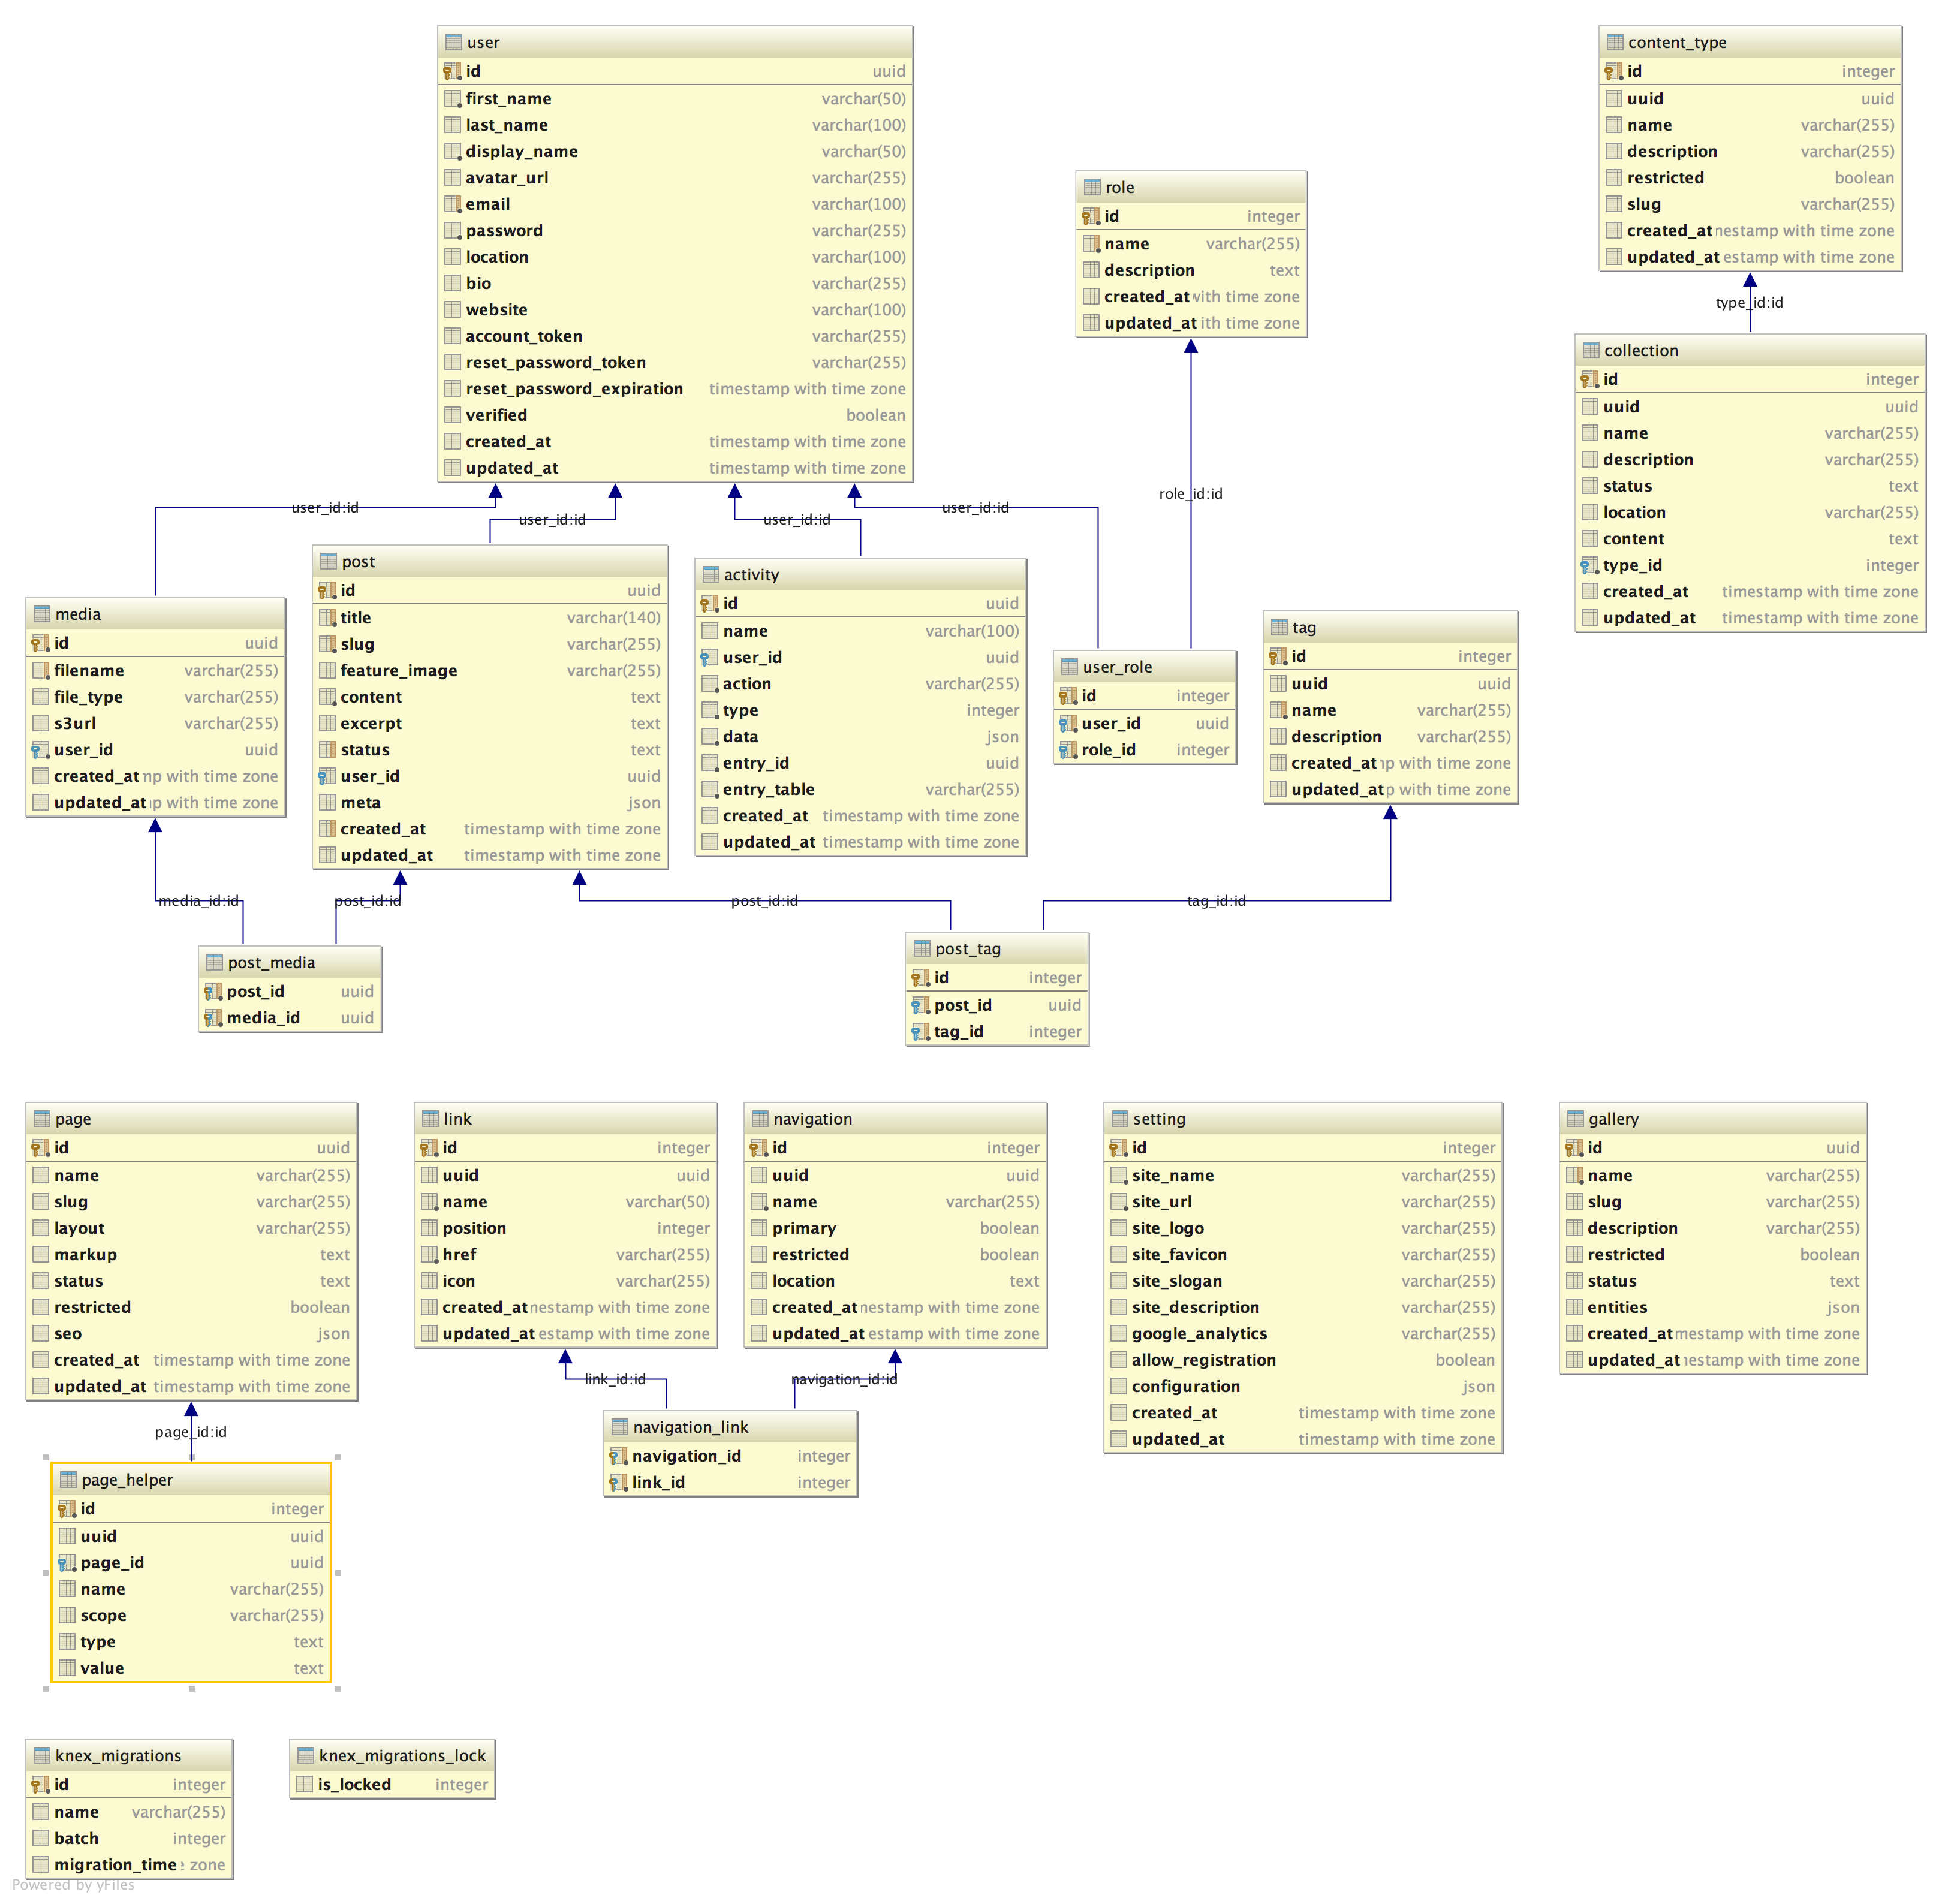 user
id uuid
first_name varchar(50)
last_name varchar(100)
display_name varchar(50)
avatar_url varchar(255)
email varchar(100)
password varchar(255)
location varchar(100)
bio varchar(255)
website varchar(100)
account_token varchar(255)
reset_password_token varchar(255)
reset_password_expiration timestamp with time zone
verified boolean
created_at timestamp with time zone
updated_at timestamp with time zone
role
id integer
name varchar(255)
description text
created_at with time zone
updated_at ith time zone
content_type
id integer
uuid uuid
name varchar(255)
description varchar(255)
restricted boolean
slug varchar(255)
created_at nestamp with time zone
updated_at estamp with time zone
type_id:id
collection
id integer
uuid uuid
name varchar(255)
description varchar(255)
status text
location varchar(255)
content text
type_id integer
created_at timestamp with time zone
updated_at timestamp with time zone
user_id:id
user_id:id
user_id:id
user_id:id
role_id:id
media
id uuid
filename varchar(255)
file_type varchar(255)
s3url varchar(255)
user_id uuid
created_at mp with time zone
updated_at p with time zone
post
id uuid
title varchar(140)
slug varchar(255)
feature_image varchar(255)
content text
excerpt text
status text
user_id uuid
meta json
created_at timestamp with time zone
updated_at timestamp with time zone
activity
id uuid
name varchar(100)
user_id uuid
action varchar(255)
type integer
data json
entry_id uuid
entry_table varchar(255)
created_at timestamp with time zone
updated_at timestamp with time zone
user_role
id integer
user_id uuid
role_id integer
tag
id integer
uuid uuid
name varchar(255)
description varchar(255)
created_at p with time zone
updated_at p with time zone
media_id:id
post_id:id
post_id:id
tag_id:id
post_media
post_id uuid
media_id uuid
post_tag
id integer
post_id uuid
tag_id integer
page
id uuid
name varchar(255)
slug varchar(255)
layout varchar(255)
markup text
status text
restricted boolean
seo json
created_at timestamp with time zone
updated_at timestamp with time zone
link
id integer
uuid uuid
name varchar(50)
position integer
href varchar(255)
icon varchar(255)
created_at nestamp with time zone
updated_at estamp with time zone
navigation
id integer
uuid uuid
name varchar(255)
primary boolean
restricted boolean
location text
created_at nestamp with time zone
updated_at estamp with time zone
setting
id integer
site_name varchar(255)
site_url varchar(255)
site_logo varchar(255)
site_favicon varchar(255)
site_slogan varchar(255)
site_description varchar(255)
google_analytics varchar(255)
allow_registration boolean
configuration json
created_at timestamp with time zone
updated_at timestamp with time zone
gallery
id uuid
name varchar(255)
slug varchar(255)
description varchar(255)
restricted boolean
status text
entities json
created_at mestamp with time zone
updated_at nestamp with time zone
link_id:id
navigation_id:id
navigation_link
navigation_id integer
link_id integer
page_id:id
page_helper
id integer
uuid uuid
page_id uuid
name varchar(255)
scope varchar(255)
type text
value text
knex_migrations
id integer
name varchar(255)
batch integer
migration_time e zone
knex_migrations_lock
is_locked integer
Powered by yFiles